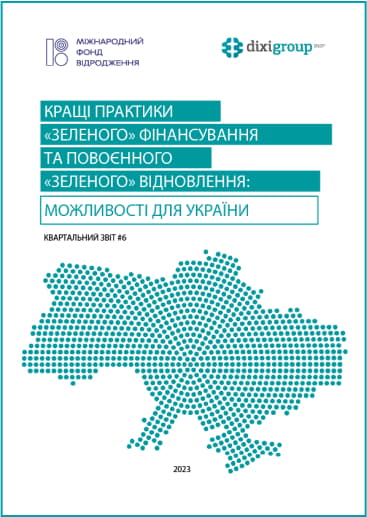 МІЖНАРОДНИЙ
ФОНД
ВІДРОДЖЕННЯ
dixigroup
КРАЩІ ПРАКТИКИ
«ЗЕЛЕНОГО» ФІНАНСУВАННЯ
ТА ПОВОЄННОГО
«ЗЕЛЕНОГО» ВІДНОВЛЕННЯ:
МОЖЛИВОСТІ ДЛЯ УКРАЇНИ
КВАРТАЛЬНИЙ ЗВІТ #6
2023